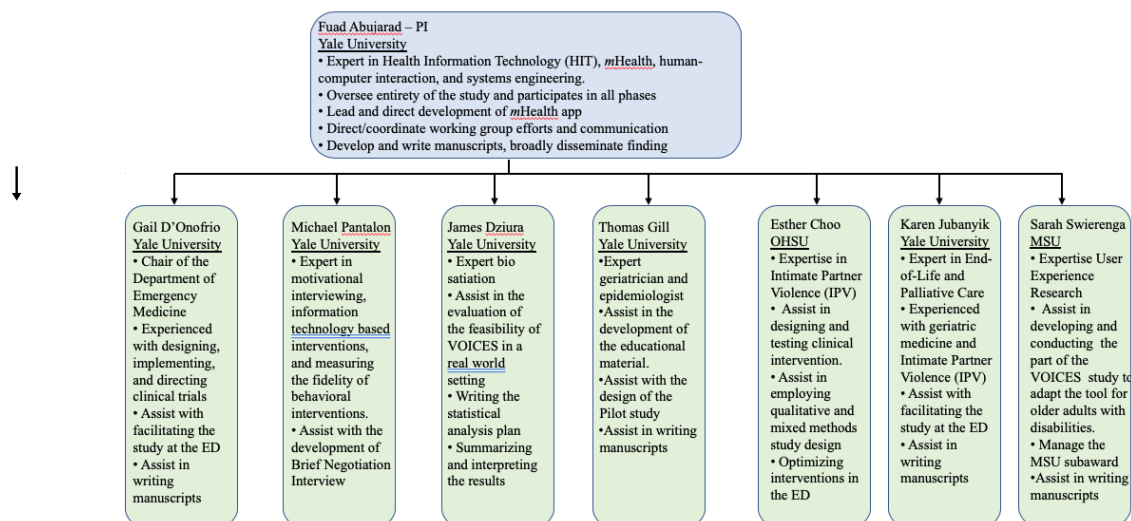 Fuad Abujarad – PI
Yale University
• Expert in Health Information Technology (HIT), mHealth, human-
computer interaction, and systems engineering.
• Oversee entirety of the study and participates in all phases
• Lead and direct development of mHealth app
• Direct/coordinate working group efforts and communication
• Develop and write manuscripts, broadly disseminate finding
Gail D’Onofrio
Yale University
• Chair of the
Department of
Emergency
Medicine
• Experienced
with designing,
implementing,
and directing
clinical trials
• Assist with
facilitating the
study at the ED
• Assist in
writing
manuscripts
Michael Pantalon
Yale University
• Expert in
motivational
interviewing,
information
technology based
interventions,
and measuring
the fidelity of
behavioral
interventions.
• Assist with the
development of
Brief Negotiation
Interview
James Dziura
Yale University
• Expert bio
satiation
• Assist in the
evaluation of
the feasibility of
VOICES in a
real world
setting
• Writing the
statistical
analysis plan
• Summarizing
and interpreting
the results
Thomas Gill
Yale University
•Expert
geriatrician and
epidemiologist
•Assist in the
development of
the educational
material.
•Assist with the
design of the
Pilot study
•Assist in writing
manuscripts
Esther Choo
OHSU
• Expertise in
Intimate Partner
Violence (IPV)
• Assist in
designing and
testing clinical
intervention.
• Assist in
employing
qualitative and
mixed methods
study design
• Optimizing
interventions in
the ED
Karen Jubanyik
Yale University
• Expert in End-
of-Life and
Palliative Care
• Experienced
with geriatric
medicine and
Intimate Partner
Violence (IPV)
• Assist with
facilitating the
study at the ED
• Assist in
writing
manuscripts
Sarah Swierenga
MSU
• Expertise User
Experience
Research
• Assist in
developing and
conducting the
part of the
VOICES study to
adapt the tool for
older adults with
disabilities.
• Manage the
MSU subaward
•Assist in writing
manuscripts